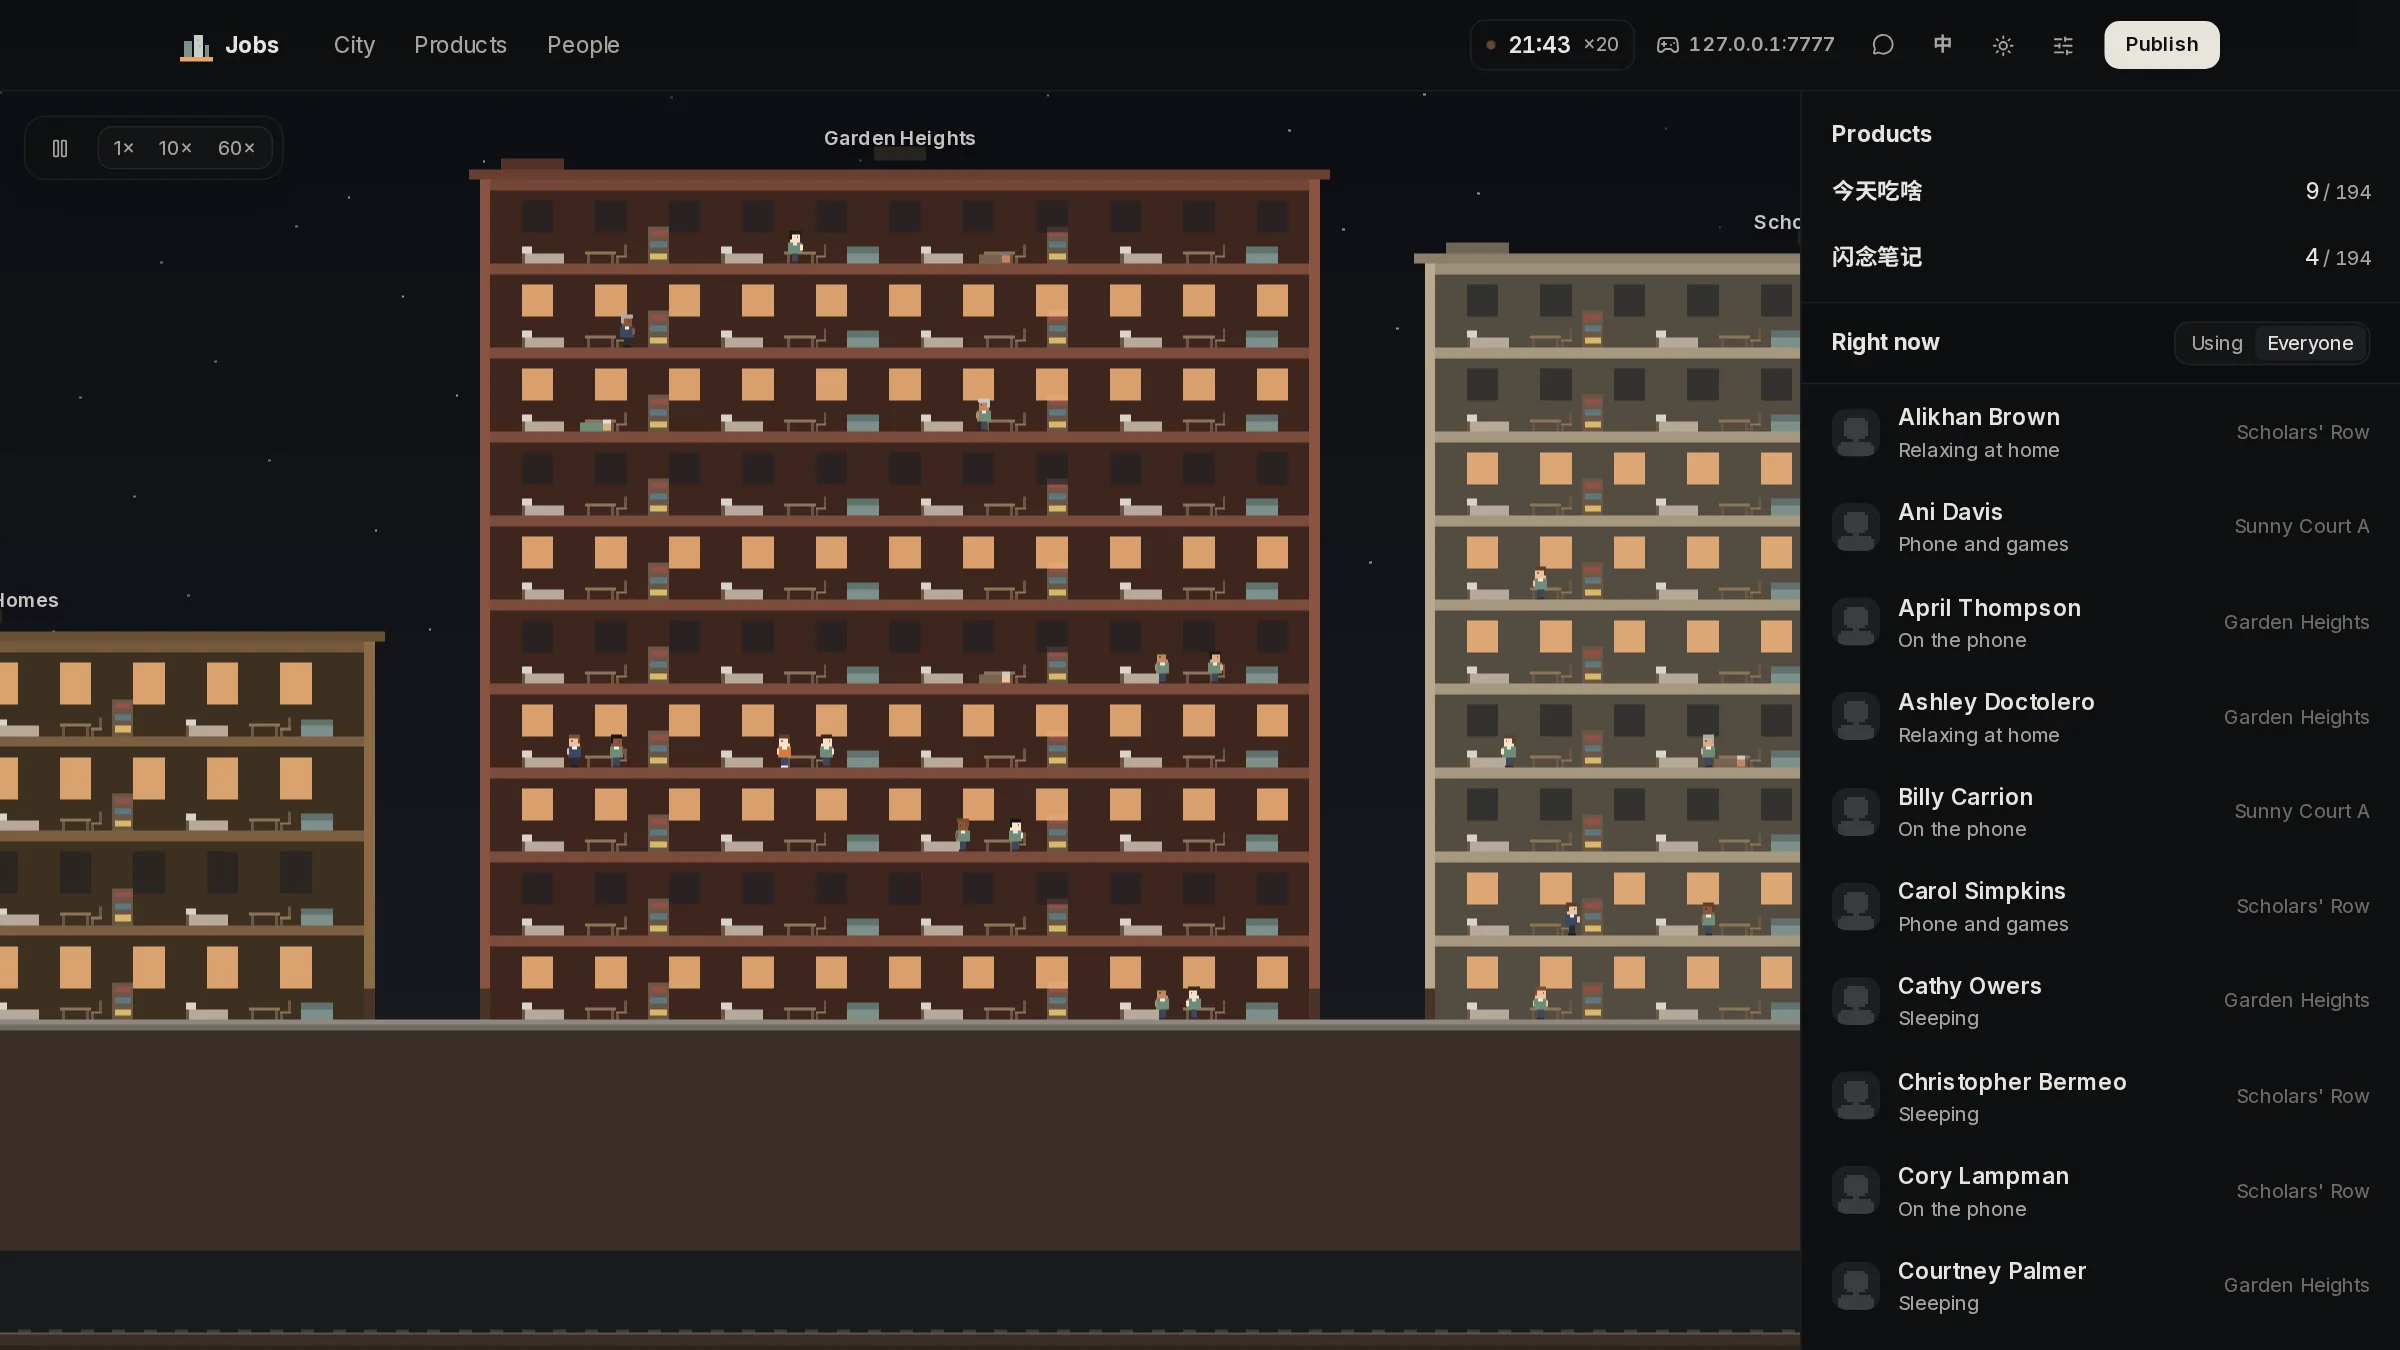 Jobs
City
Products
People
21:43 ×20
127.0.0.1:7777
中
Publish
1×
10×
60×
Garden Heights
Scho
Homes
Products
今天吃啥
9 / 194
闪念笔记
4 / 194
Right now
Using
Everyone
Alikhan Brown
Relaxing at home
Scholars' Row
Ani Davis
Phone and games
Sunny Court A
April Thompson
On the phone
Garden Heights
Ashley Doctolero
Relaxing at home
Garden Heights
Billy Carrion
On the phone
Sunny Court A
Carol Simpkins
Phone and games
Scholars' Row
Cathy Owers
Sleeping
Garden Heights
Christopher Bermeo
Sleeping
Scholars' Row
Cory Lampman
On the phone
Scholars' Row
Courtney Palmer
Sleeping
Garden Heights